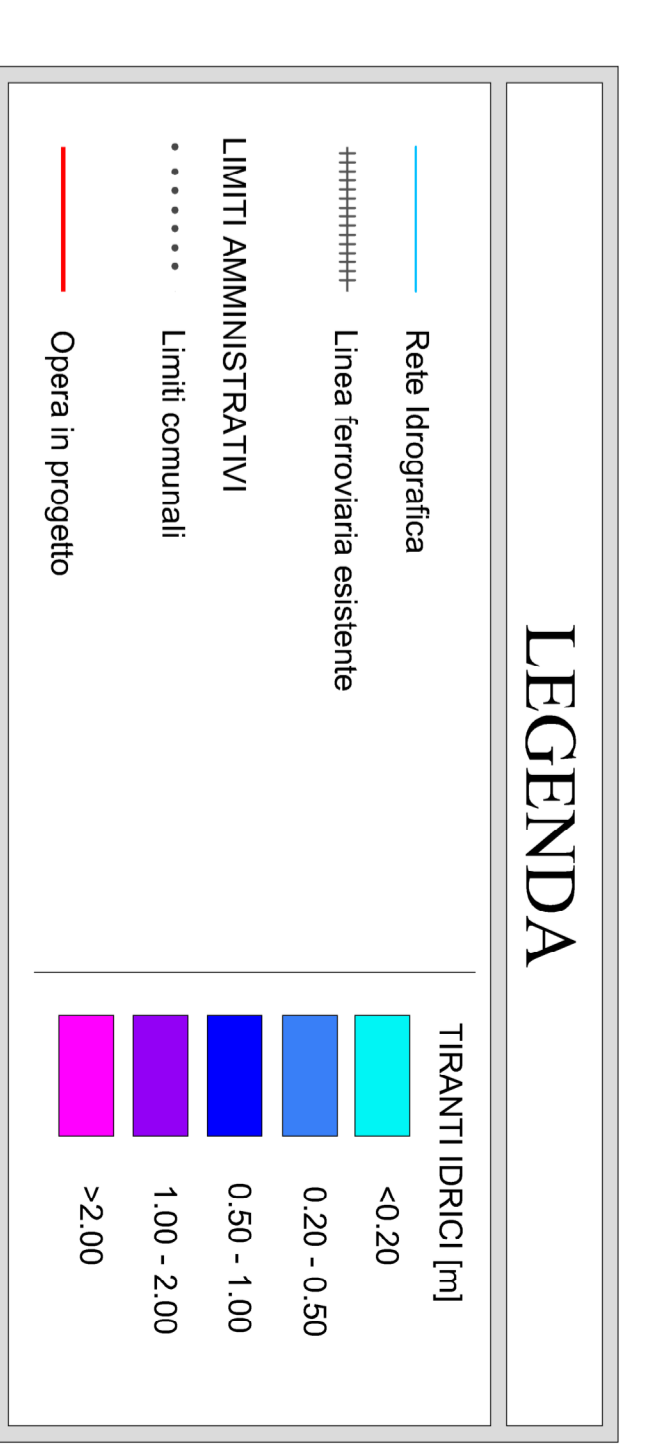 LEGENDA
Rete Idrografica
Linea ferroviaria esistente
LIMITI AMMINISTRATIVI
Limiti comunali
Opera in progetto
TIRANTI IDRICI [m]
<0.20
0.20 - 0.50
0.50 - 1.00
1.00 - 2.00
>2.00